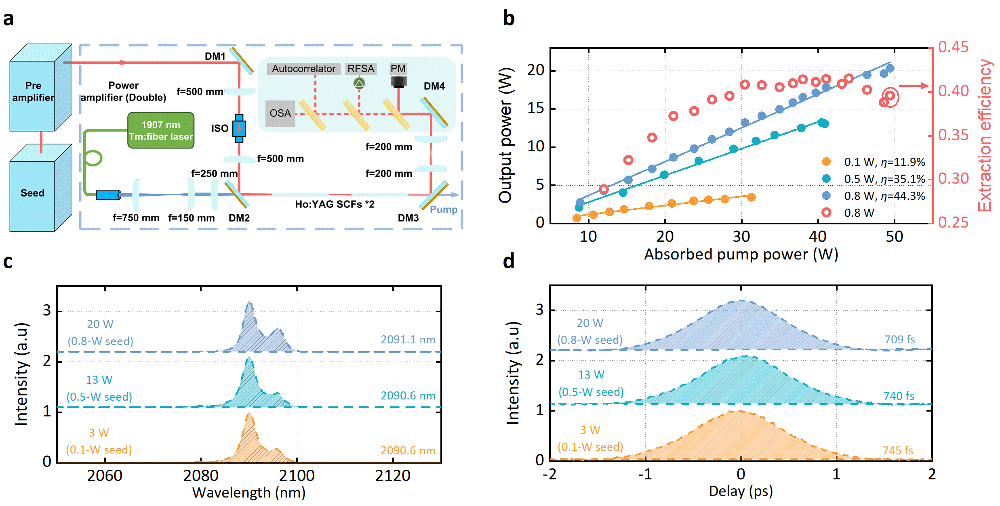 a
Pre
amplifier
Seed
Power
amplifier (Double)
1907 nm
Tm:fiber laser
DM1
f=500 mm
ISO
f=500 mm
f=250 mm
f=750 mm
f=150 mm
DM2
Autocorrelator
RFSA
PM
OSA
DM4
f=200 mm
f=200 mm
Ho:YAG SCFs *2
DM3
Pump
b
Output power (W)
20
15
10
5
0
10
20
30
40
50
Absorbed pump power (W)
0.45
0.40
0.35
0.30
0.25
Extraction efficiency
0.1 W, η=11.9%
0.5 W, η=35.1%
0.8 W, η=44.3%
0.8 W
c
Intensity (a.u)
3
2
1
0
20 W
(0.8-W seed)
2091.1 nm
13 W
(0.5-W seed)
2090.6 nm
3 W
(0.1-W seed)
2090.6 nm
2060
2080
2100
2120
Wavelength (nm)
d
Intensity (a.u)
3
2
1
0
20 W
(0.8-W seed)
709 fs
13 W
(0.5-W seed)
740 fs
3 W
(0.1-W seed)
745 fs
-2
-1
0
1
2
Delay (ps)